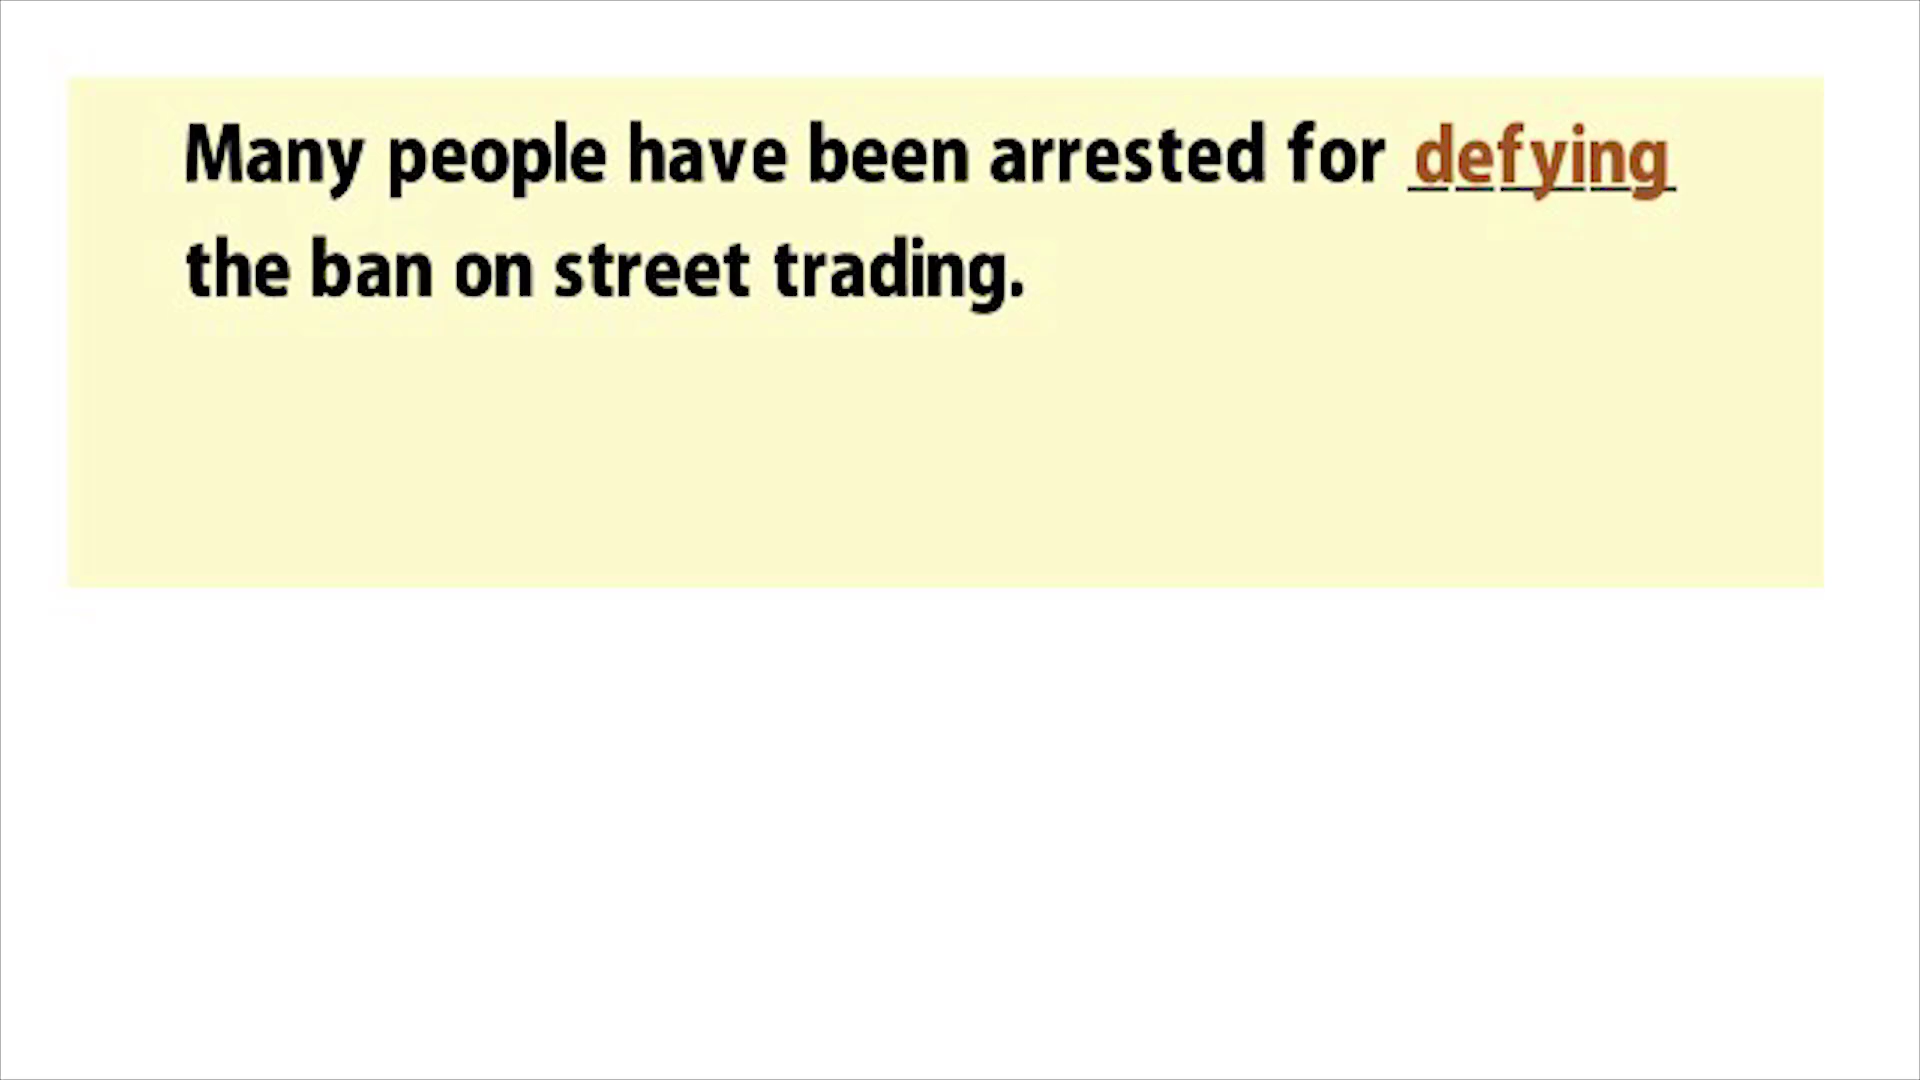 Many people have been arrested for defying
the ban on street trading.